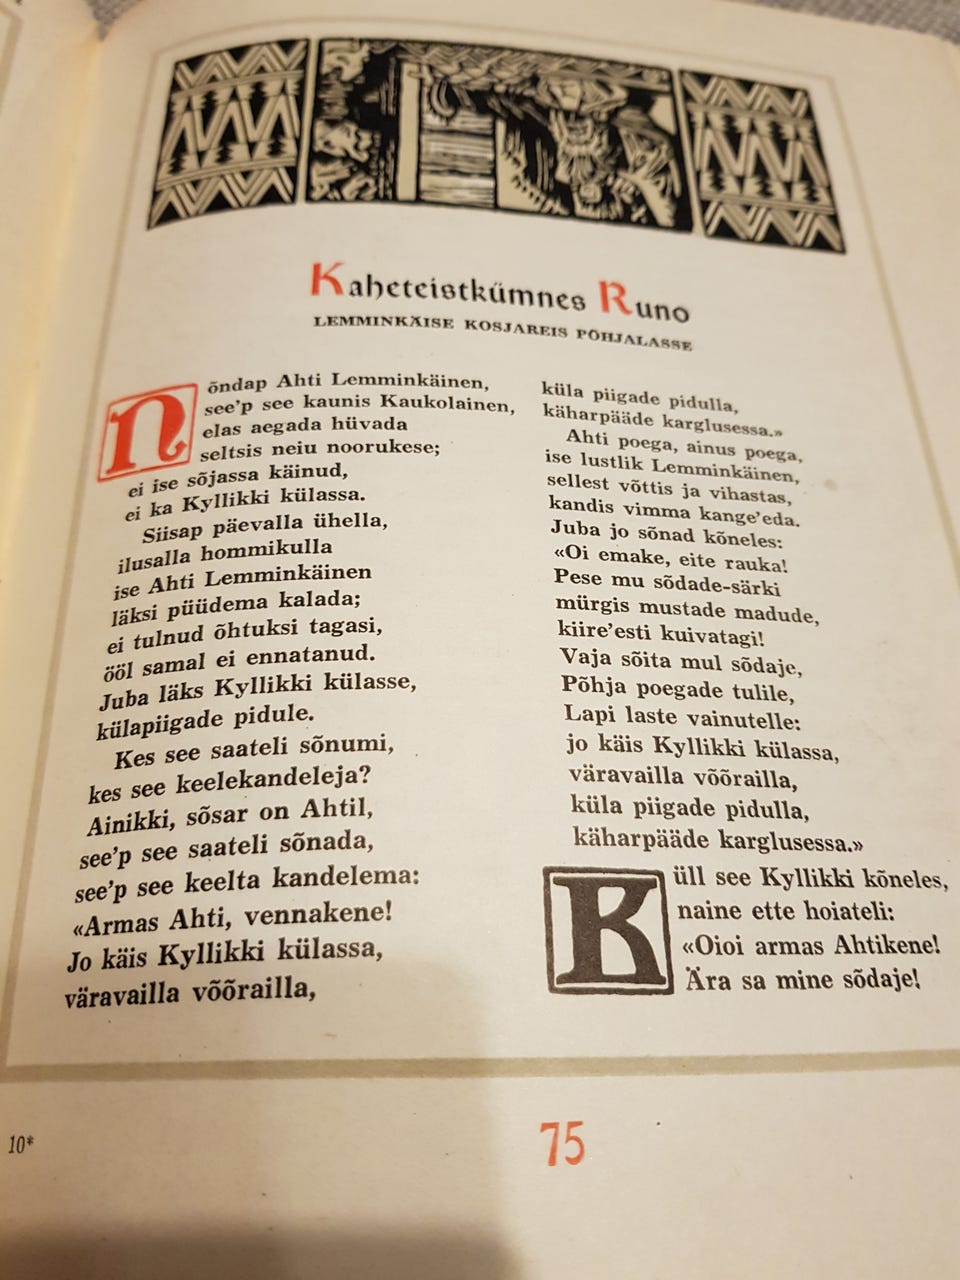 Kaheteistkümnes Runo
LEMMINKÄISE KOSJAREIS PÕHJALASSE
Nõndap Ahti Lemminkäinen,
see'p see kaunis Kaukolainen,
elas aegada hüvada
seltsis neiu noorukese;
ei ise sõjassa käinud,
ei ka Kyllikki külassa.
Siisap päevalla ühella,
ilusalla hommikulla
ise Ahti Lemminkäinen
läksi püüdema kalada;
ei tulnud õhtuksi tagasi,
ööl samal ei ennatanud.
Juba läks Kyllikki külasse,
külapiigade pidule.
Kes see saateli sõnumi,
kes see keelekandeleja?
Ainikki, sõsar on Ahtil,
see'p see saateli sõnada,
see'p see keelta kandelema:
«Armas Ahti, vennakene!
Jo käis Kyllikki külassa,
väravailla võõrailla,
küla piigade pidulla,
käharpääde karglusessa.»
Ahti poega, ainus poega,
ise lustlik Lemminkäinen,
sellest võttis ja vihastas,
kandis vimma kange'eda.
Juba jo sõnad kõneles:
«Oi emake, eite rauka!
Pese mu sõdade-särki
mürgis mustade madude,
kiire'esti kuivatagi!
Vaja sõita mul sõdaje,
Põhja poegade tulile,
Lapi laste vainutelle:
jo käis Kyllikki külassa,
väravailla võõrailla,
küla piigade pidulla,
käharpääde karglusessa.»
Küll see Kyllikki kõneles,
naine ette hoiateli:
«Oioi armas Ahtikene!
Ära sa mine sõdaje!
10*
75